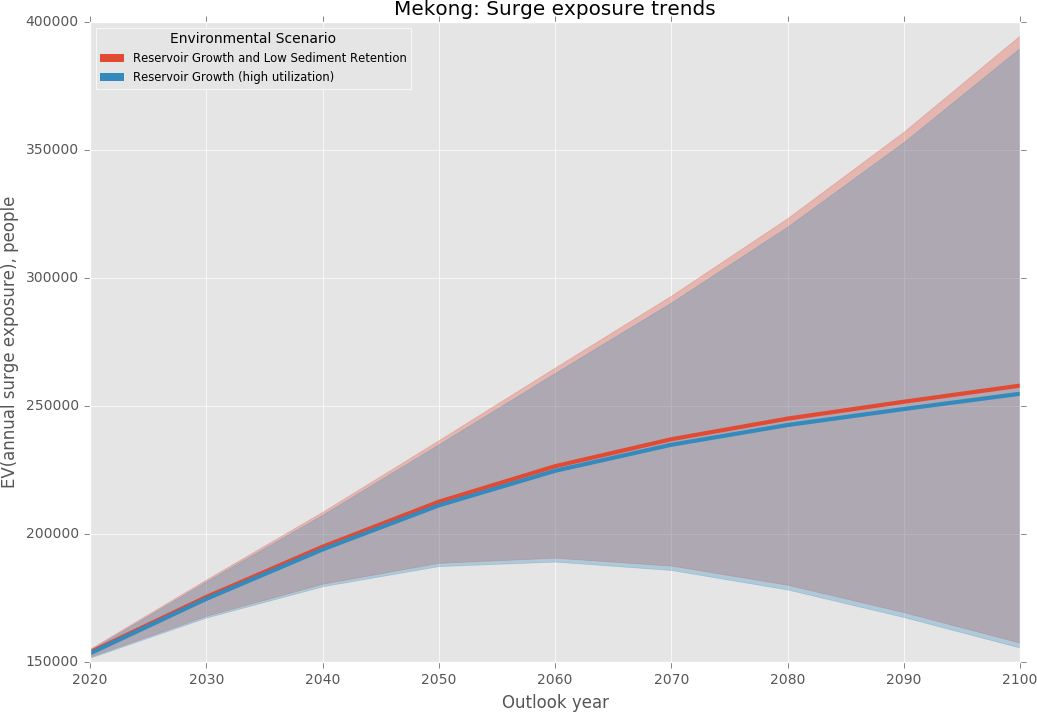 Mekong: Surge exposure trends
400000
350000
300000
250000
200000
150000
EV(annual surge exposure), people
Environmental Scenario
Reservoir Growth and Low Sediment Retention
Reservoir Growth (high utilization)
2020 2030 2040 2050 2060 2070 2080 2090 2100
Outlook year